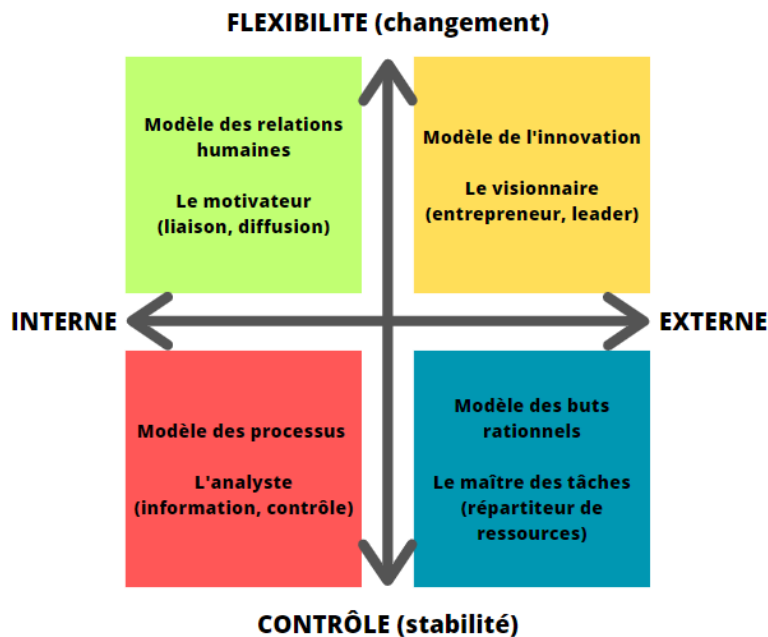 FLEXIBILITE (changement)
Modèle des relations
humaines
Le motivateur
(liaison, diffusion)
Modèle de l'innovation
Le visionnaire
(entrepreneur, leader)
INTERNE
EXTERNE
Modèle des processus
L'analyste
(information, contrôle)
Modèle des buts
rationnels
Le maître des tâches
(répartiteur de
ressources)
CONTRÔLE (stabilité)